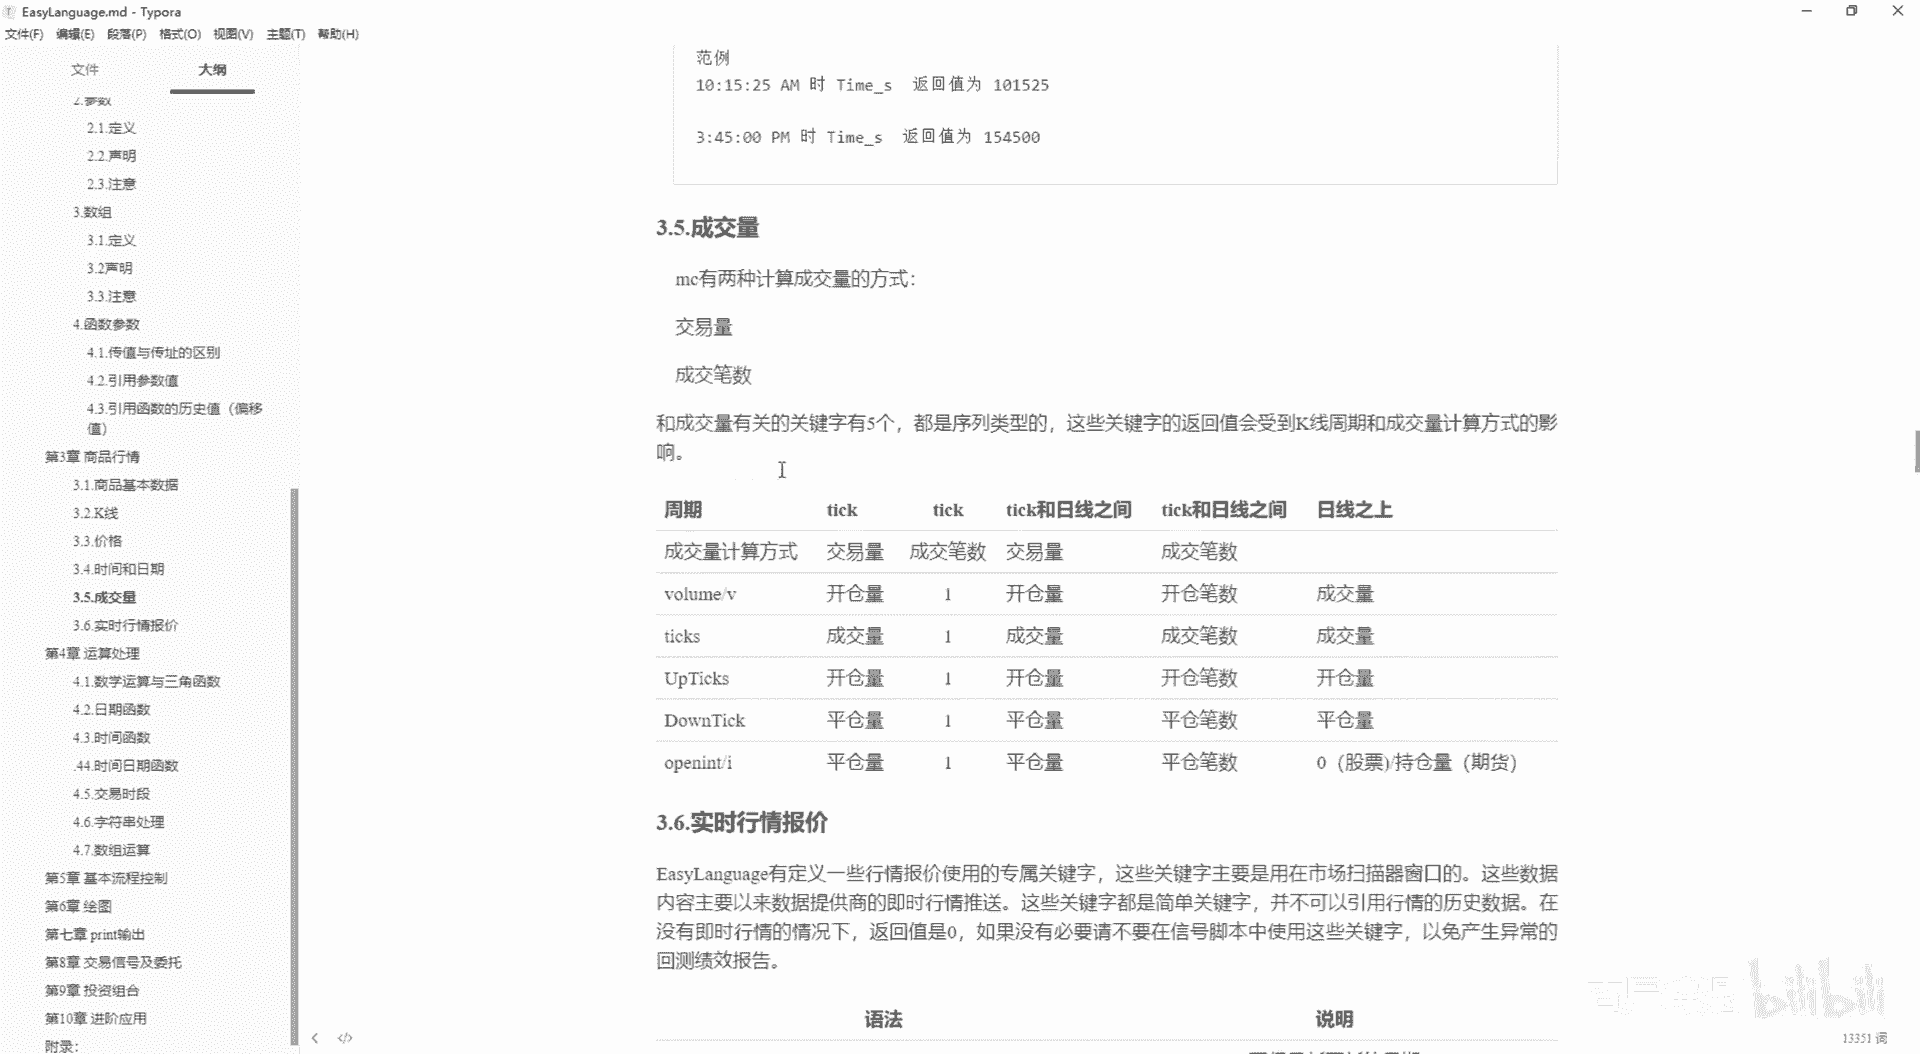 EasyLanguage.md - Typora
文件(F) 编辑(E) 段落(P) 格式(O) 视图(V) 主题(T) 帮助(H)
文件 大纲
2.参数
2.1.定义
2.2.声明
2.3.注意
3.数组
3.1.定义
3.2声明
3.3.注意
4.函数参数
4.1.传值与传址的区别
4.2.引用参数值
4.3.引用函数的历史值（偏移
值）
第3章 商品行情
3.1.商品基本数据
3.2.K线
3.3.价格
3.4.时间和日期
3.5.成交量
3.6.实时行情报价
第4章 运算处理
4.1.数学运算与三角函数
4.2.日期函数
4.3.时间函数
.44.时间日期函数
4.5.交易时段
4.6.字符串处理
4.7.数组运算
第5章 基本流程控制
第6章 绘图
第七章 print输出
第8章 交易信号及委托
第9章 投资组合
第10章 进阶应用
附录：
范例
10:15:25 AM 时 Time_s 返回值为 101525
3:45:00 PM 时 Time_s 返回值为 154500
3.5.成交量
mc有两种计算成交量的方式：
交易量
成交笔数
和成交量有关的关键字有5个，都是序列类型的，这些关键字的返回值会受到K线周期和成交量计算方式的影
响。
周期 tick tick tick和日线之间 tick和日线之间 日线之上
成交量计算方式 交易量 成交笔数 交易量 成交笔数
volume/v 开仓量 1 开仓量 开仓笔数 成交量
ticks 成交量 1 成交量 成交笔数 成交量
UpTicks 开仓量 1 开仓量 开仓笔数 开仓量
DownTick 平仓量 1 平仓量 平仓笔数 平仓量
openint/i 平仓量 1 平仓量 平仓笔数 0（股票)/持仓量（期货）
3.6.实时行情报价
EasyLanguage有定义一些行情报价使用的专属关键字，这些关键字主要是用在市场扫描器窗口的。这些数据
内容主要以来数据提供商的即时行情推送。这些关键字都是简单关键字，并不可以引用行情的历史数据。在
没有即时行情的情况下，返回值是0，如果没有必要请不要在信号脚本中使用这些关键字，以免产生异常的
回测绩效报告。
语法 说明
bilibili
13351 词